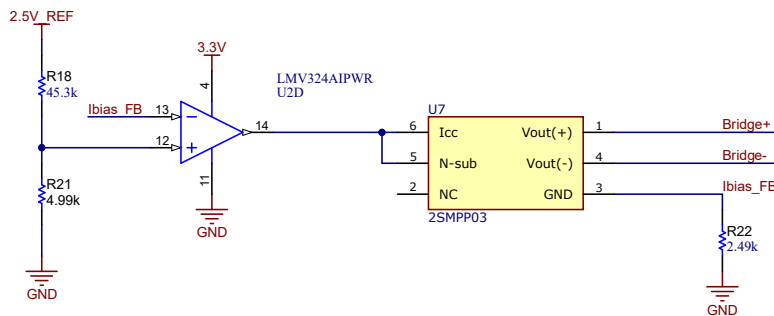 2.5V_REF
R18
45.3k
Ibias_FB
3.3V
LMV324AIPWR
U2D
13
4
14
12
11
GND
R21
4.99k
GND
U7
6
Icc
Vout(+)
1
Bridge+
5
N-sub
Vout(-)
4
Bridge-
2
NC
GND
3
Ibias_FB
2SMPP03
R22
2.49k
GND